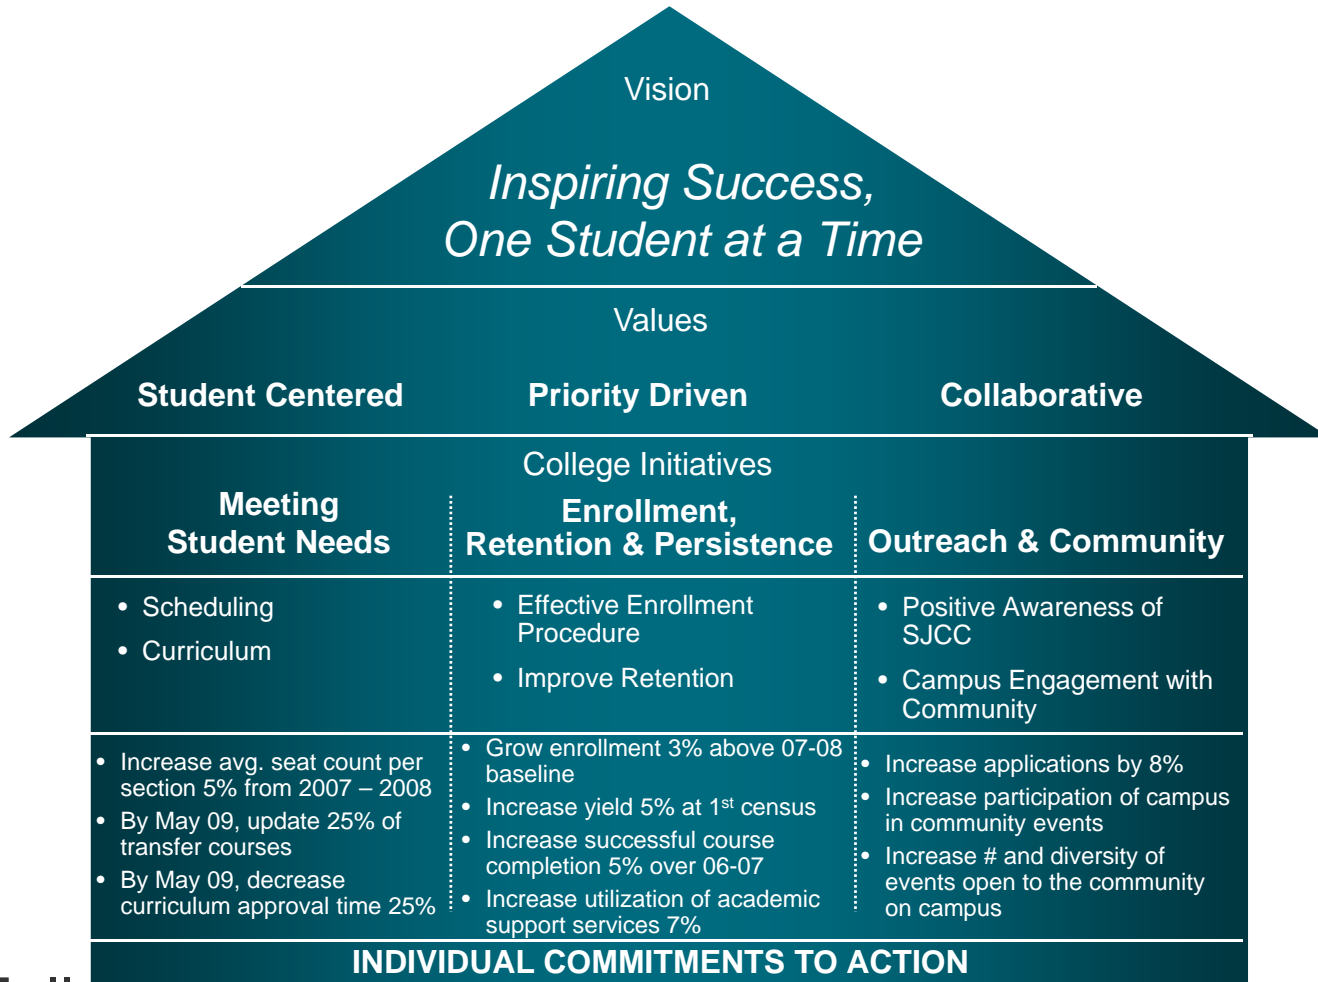 Vision
Inspiring Success,
One Student at a Time
Values
Student Centered
Priority Driven
Collaborative
College Initiatives
Meeting
Student Needs
Enrollment,
Retention & Persistence
Outreach & Community
• Scheduling
• Curriculum
• Effective Enrollment
Procedure
• Improve Retention
• Positive Awareness of
SJCC
• Campus Engagement with
Community
• Increase avg. seat count per
section 5% from 2007 – 2008
• By May 09, update 25% of
transfer courses
• By May 09, decrease
curriculum approval time 25%
• Grow enrollment 3% above 07-08
baseline
• Increase yield 5% at 1st census
• Increase successful course
completion 5% over 06-07
• Increase utilization of academic
support services 7%
• Increase applications by 8%
• Increase participation of campus
in community events
• Increase # and diversity of
events open to the community
on campus
INDIVIDUAL COMMITMENTS TO ACTION